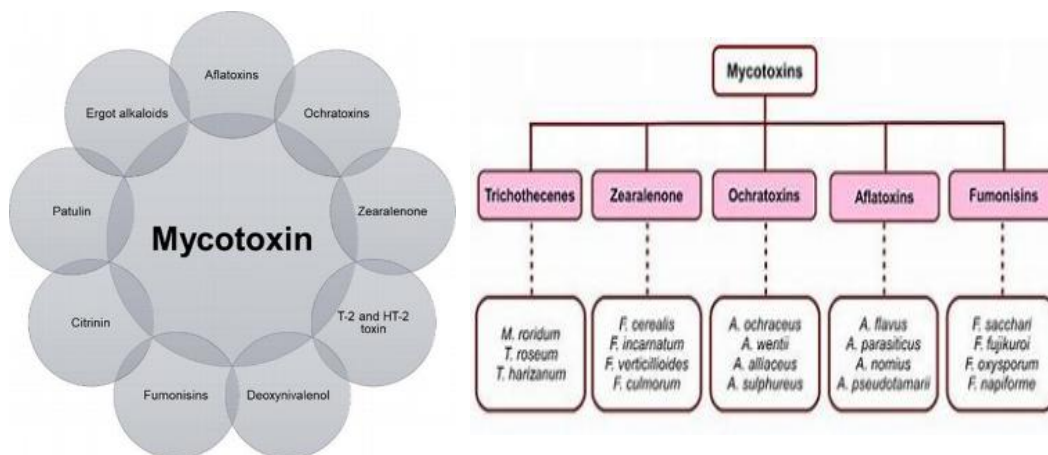 Aflatoxins
Ochratoxins
Zearalenone
T-2 and HT-2
toxin
Deoxynivalenol
Fumonisins
Citrinin
Patulin
Ergot alkaloids
Mycotoxin
Mycotoxins
Trichothecenes
Zearalenone
Ochratoxins
Aflatoxins
Fumonisins
M. roridum
T. roseum
T. harizanum
F. cerealis
F. incarnatum
F. verticillioides
F. culmorum
A. ochraceus
A. wentii
A. alliaceus
A. sulphureus
A. flavus
A. parasiticus
A. nomius
A. pseudotamarii
F. sacchari
F. fujikuroi
F. oxysporum
F. napiforme